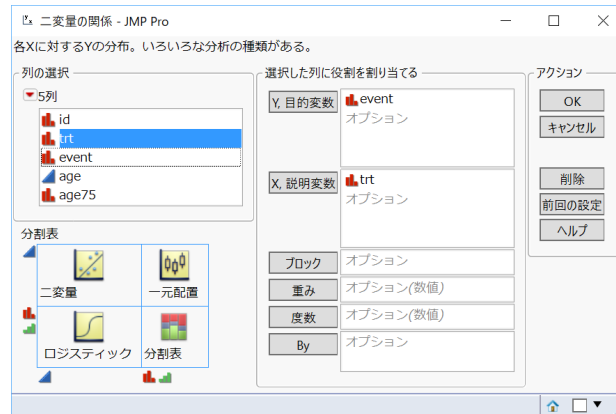 二変量の関係 - JMP Pro
各Xに対するYの分布。いろいろな分析の種類がある。
列の選択
5列
id
trt
event
age
age75
分割表
二変量
一元配置
ロジスティック
分割表
選択した列に役割を割り当てる
Y, 目的変数
event
オプション
X, 説明変数
trt
オプション
ブロック
オプション
重み
オプション(数値)
度数
オプション(数値)
By
オプション
アクション
OK
キャンセル
削除
前回の設定
ヘルプ